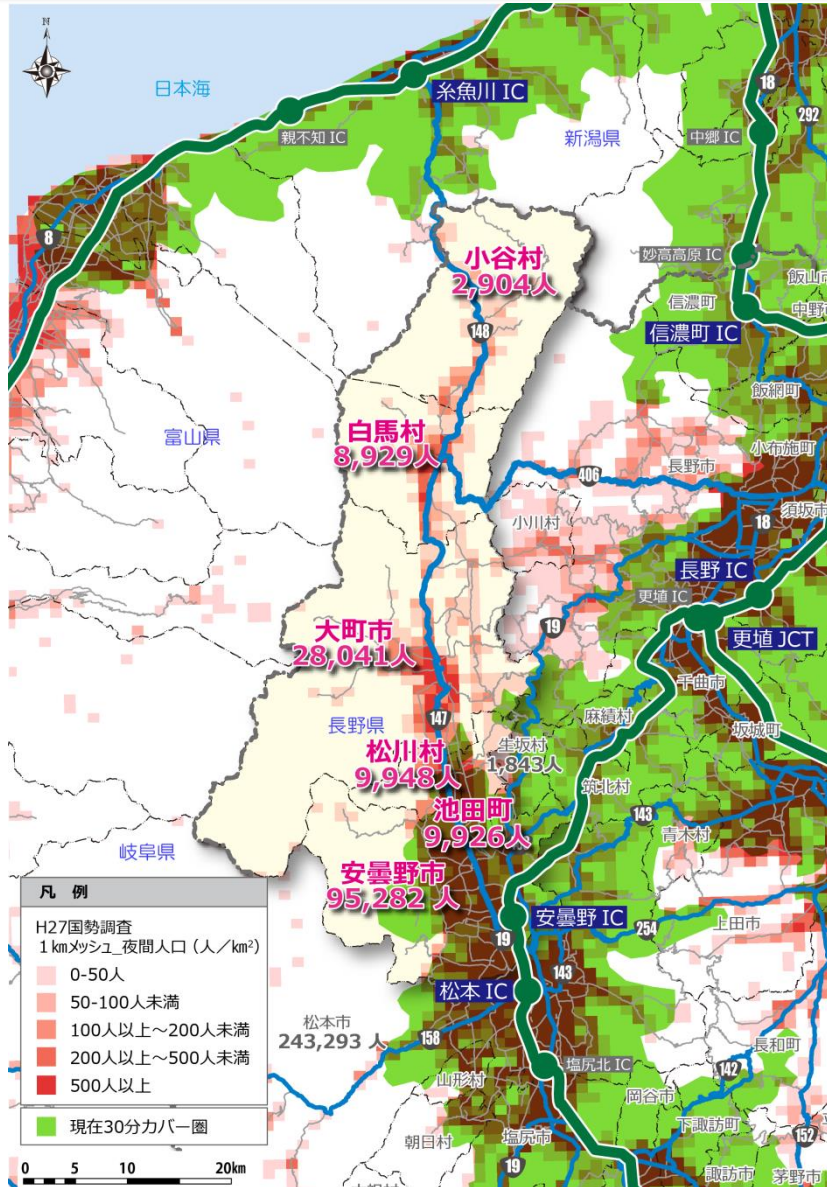 N
日本海
糸魚川 IC
親不知 IC
新潟県
中郷 IC
18
292
8
妙高高原 IC
飯山市
信濃町
中野市
信濃町 IC
小谷村
2,904人
148
飯綱町
富山県
白馬村
8,929人
小布施町
長野市
406
須坂市
小川村
18
長野 IC
更埴 IC
更埴 JCT
19
大町市
28,041人
千曲市
147
長野県
麻績村
坂城町
松川村
9,948人
生坂村
1,843人
筑北村
池田町
9,926人
143
青木村
岐阜県
安曇野市
95,282 人
安曇野 IC
上田市
19
254
143
松本 IC
松本市
243,293 人
158
塩尻北 IC
長和町
142
山形村
岡谷市
下諏訪町
朝日村
塩尻市
152
19
諏訪市
茅野市
凡 例
H27国勢調査
1kmメッシュ_夜間人口(人/km²)
0-50人
50-100人未満
100人以上~200人未満
200人以上~500人未満
500人以上
現在30分カバー圏
0 5 10 20km